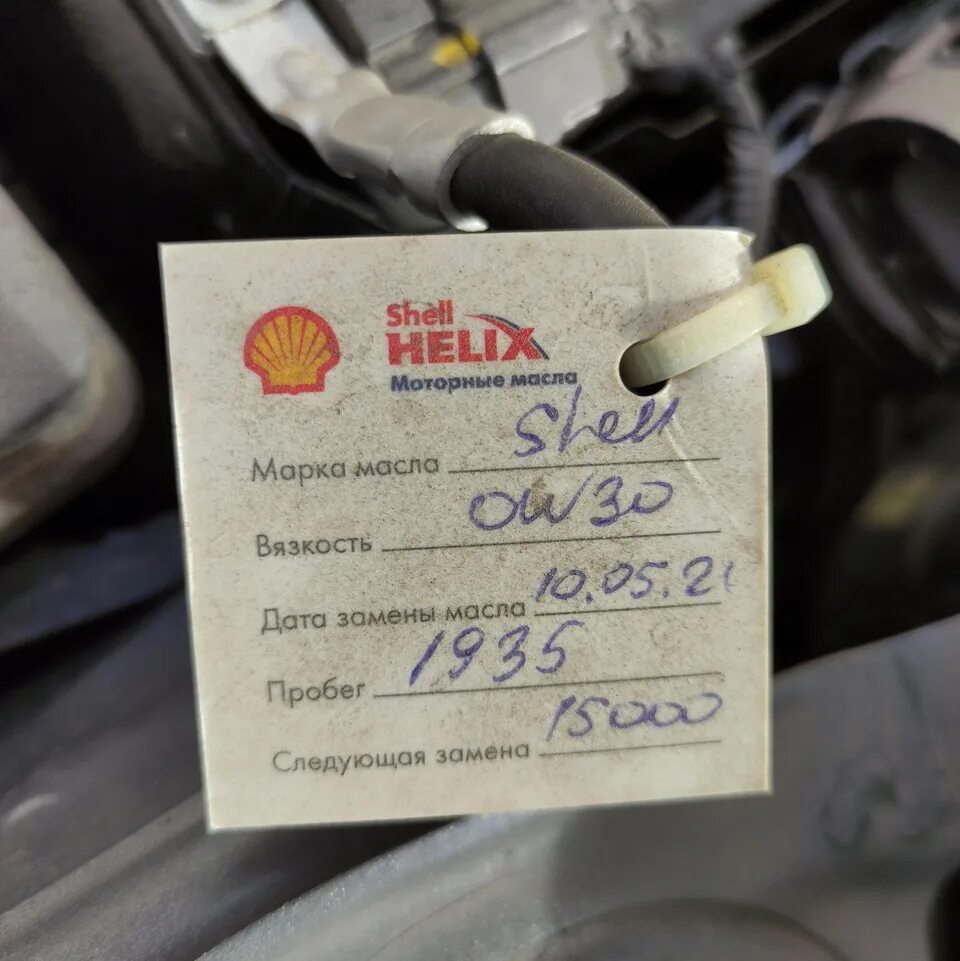 Shell
HELIX
Моторные масла
Марка масла Shell
Вязкость 0W30
Дата замены масла 10.05.21
Пробег 1935
Следующая замена 15000